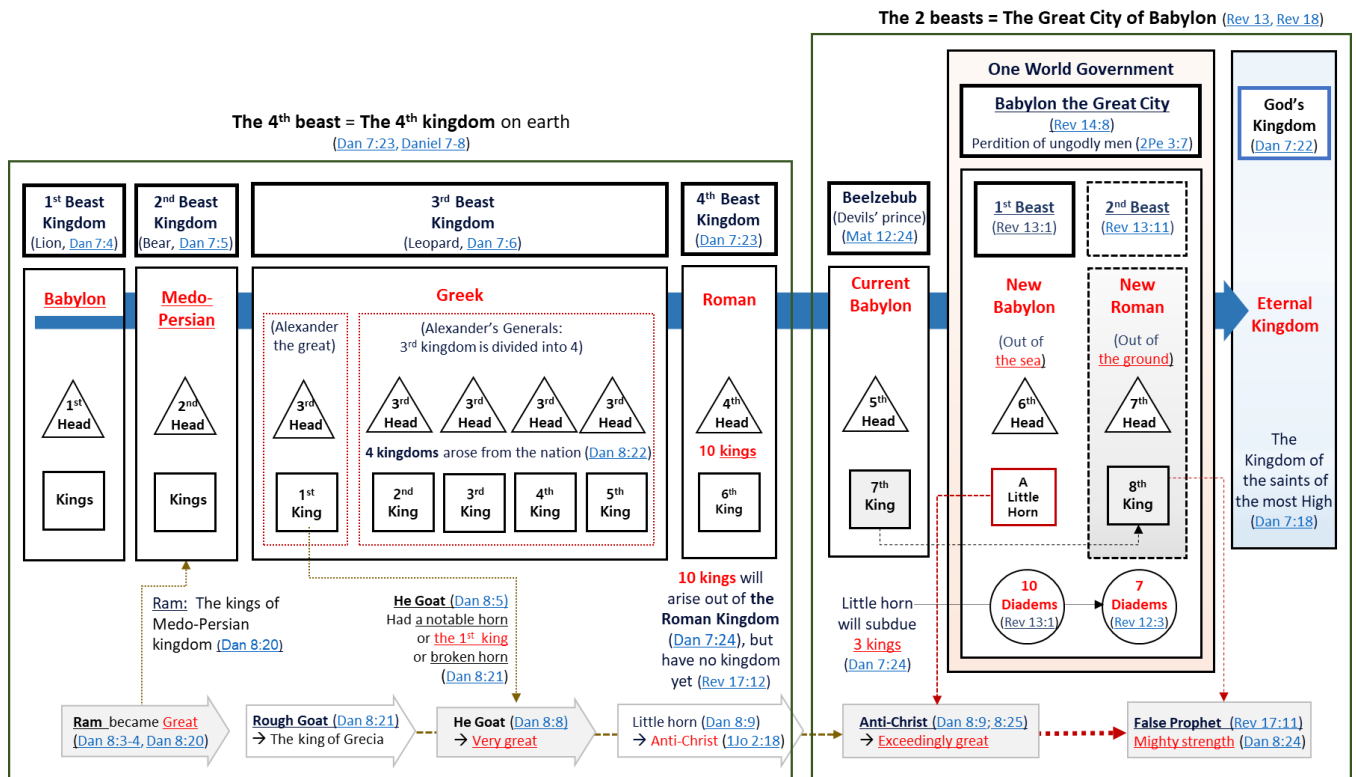 The 2 beasts = The Great City of Babylon (Rev 13, Rev 18)
The 4th beast = The 4th kingdom on earth
(Dan 7:23, Daniel 7-8)
1st Beast
Kingdom
(Lion, Dan 7:4)
2nd Beast
Kingdom
(Bear, Dan 7:5)
3rd Beast
Kingdom
(Leopard, Dan 7:6)
4th Beast
Kingdom
(Dan 7:23)
Babylon
Medo-
Persian
Greek
Roman
(Alexander
the great)
(Alexander’s Generals:
3rd kingdom is divided into 4)
1st
Head
2nd
Head
3rd
Head
3rd
Head
3rd
Head
3rd
Head
3rd
Head
4th
Head
4 kingdoms arose from the nation (Dan 8:22)
10 kings
Kings
Kings
1st
King
2nd
King
3rd
King
4th
King
5th
King
6th
King
Ram: The kings of
Medo-Persian
kingdom (Dan 8:20)
He Goat (Dan 8:5)
Had a notable horn
or the 1st king
or broken horn
(Dan 8:21)
10 kings will
arise out of the
Roman Kingdom
(Dan 7:24), but
have no kingdom
yet (Rev 17:12)
Ram became Great
(Dan 8:3-4, Dan 8:20)
Rough Goat (Dan 8:21)
→ The king of Grecia
He Goat (Dan 8:8)
→ Very great
Little horn (Dan 8:9)
→ Anti-Christ (1Jo 2:18)
One World Government
Babylon the Great City
(Rev 14:8)
Perdition of ungodly men (2Pe 3:7)
God’s
Kingdom
(Dan 7:22)
Beelzebub
(Devils’ prince)
(Mat 12:24)
1st Beast
(Rev 13:1)
2nd Beast
(Rev 13:11)
Current
Babylon
New
Babylon
New
Roman
Eternal
Kingdom
(Out of
the sea)
(Out of
the ground)
5th
Head
6th
Head
7th
Head
7th
King
A
Little
Horn
8th
King
The
Kingdom of
the saints of
the most High
(Dan 7:18)
Little horn
will subdue
3 kings
(Dan 7:24)
10
Diadems
(Rev 13:1)
7
Diadems
(Rev 12:3)
Anti-Christ (Dan 8:9; 8:25)
→ Exceedingly great
False Prophet (Rev 17:11)
Mighty strength (Dan 8:24)